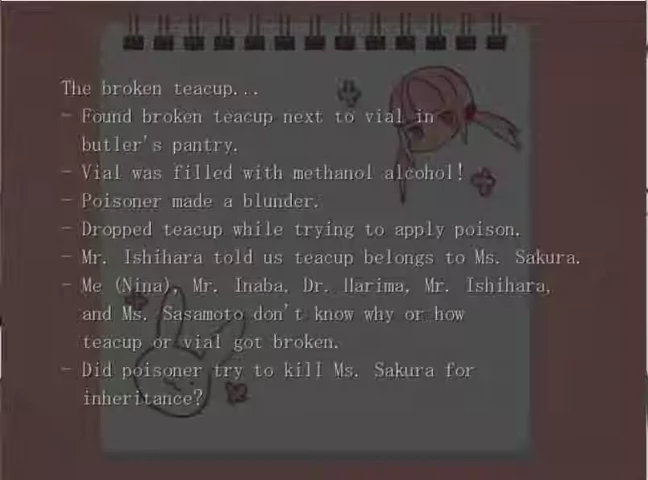 The broken teacup...
- Found broken teacup next to vial in
butler's pantry.
- Vial was filled with methanol alcohol!
- Poisoner made a blunder.
- Dropped teacup while trying to apply poison.
- Mr. Ishihara told us teacup belongs to Ms. Sakura.
- Me (Nina), Mr. Inaba, Dr. Harima, Mr. Ishihara,
and Ms. Sasamoto don't know why or how
teacup or vial got broken.
- Did poisoner try to kill Ms. Sakura for
inheritance?